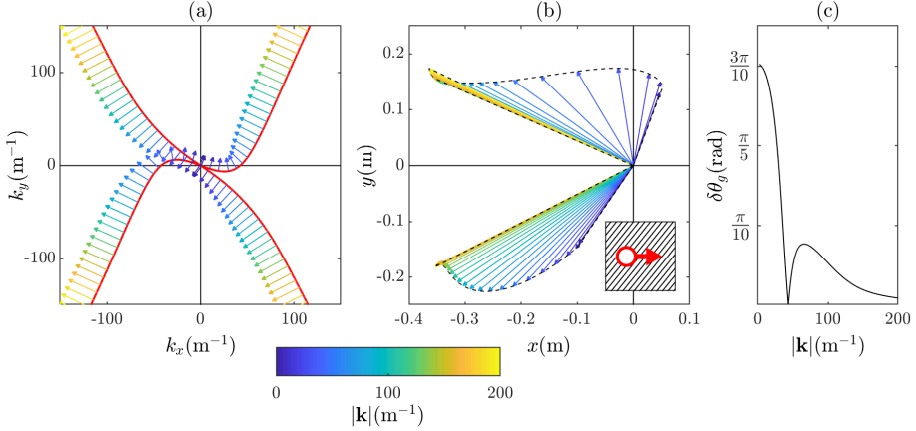 (a)
(b)
(c)
100
0
-100
k_y(m⁻¹)
-100
0
100
k_x(m⁻¹)
0.2
0.1
0
-0.1
-0.2
y(m)
-0.4
-0.3
-0.2
-0.1
0
0.1
x(m)
3π/10
π/5
π/10
δθ_g(rad)
0
100
200
|k|(m⁻¹)
0
100
200
|k|(m⁻¹)